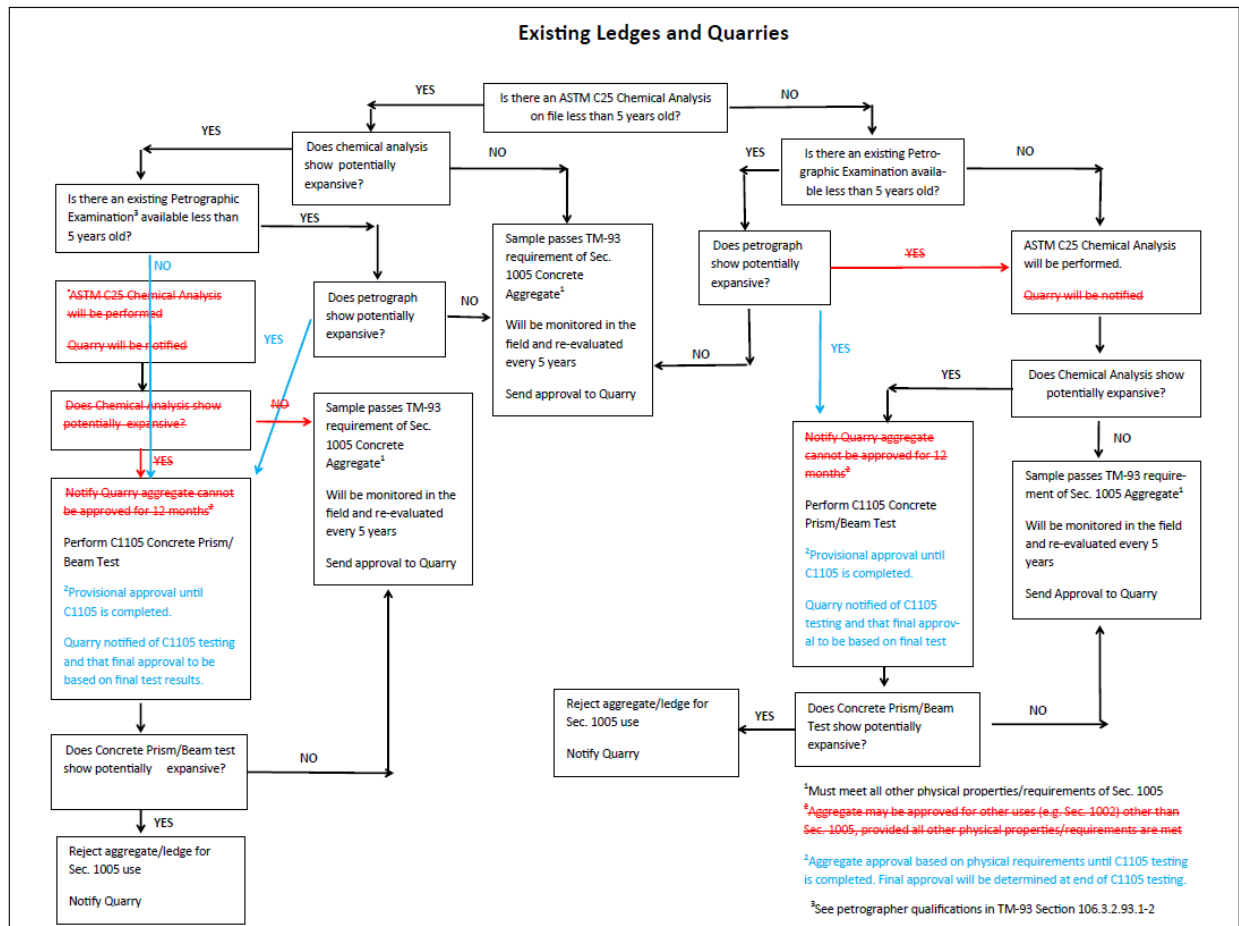 Existing Ledges and Quarries
Is there an ASTM C25 Chemical Analysis
on file less than 5 years old?
YES
NO
Does chemical analysis
show potentially
expansive?
YES
NO
Is there an existing Petro-
graphic Examination availa-
ble less than 5 years old?
YES
NO
Is there an existing Petrographic
Examination³ available less than
5 years old?
YES
NO
Sample passes TM-93
requirement of Sec.
1005 Concrete
Aggregate¹
Will be monitored in the
field and re-evaluated
every 5 years
Send approval to Quarry
Does petrograph
show potentially
expansive?
YES
ASTM C25 Chemical Analysis
will be performed.
Quarry will be notified
*ASTM C25 Chemical Analysis
will be performed
Quarry will be notified
YES
Does petrograph
show potentially
expansive?
NO
NO
YES
Does Chemical Analysis show
potentially expansive?
YES
NO
Does Chemical Analysis show
potentially expansive?
NO
YES
Sample passes TM-93
requirement of Sec.
1005 Concrete
Aggregate¹
Will be monitored in the
field and re-evaluated
every 5 years
Send approval to Quarry
Notify Quarry aggregate
cannot be approved for 12
months²
Perform C1105 Concrete
Prism/Beam Test
²Provisional approval until
C1105 is completed.
Quarry notified of C1105
testing and that final approv-
al to be based on final test
Sample passes TM-93 require-
ment of Sec. 1005 Aggregate¹
Will be monitored in the field
and re-evaluated every 5
years
Send Approval to Quarry
Notify Quarry aggregate cannot
be approved for 12 months²
Perform C1105 Concrete Prism/
Beam Test
²Provisional approval until
C1105 is completed.
Quarry notified of C1105 testing
and that final approval to be
based on final test results.
Does Concrete Prism/Beam test
show potentially expansive?
NO
YES
Reject aggregate/ledge for
Sec. 1005 use
Notify Quarry
Reject aggregate/ledge for
Sec. 1005 use
Notify Quarry
YES
Does Concrete Prism/Beam
Test show potentially
expansive?
NO
¹Must meet all other physical properties/requirements of Sec. 1005
²Aggregate may be approved for other uses (e.g. Sec. 1002) other than
Sec. 1005, provided all other physical properties/requirements are met
²Aggregate approval based on physical requirements until C1105 testing
is completed. Final approval will be determined at end of C1105 testing.
³See petrographer qualifications in TM-93 Section 106.3.2.93.1-2